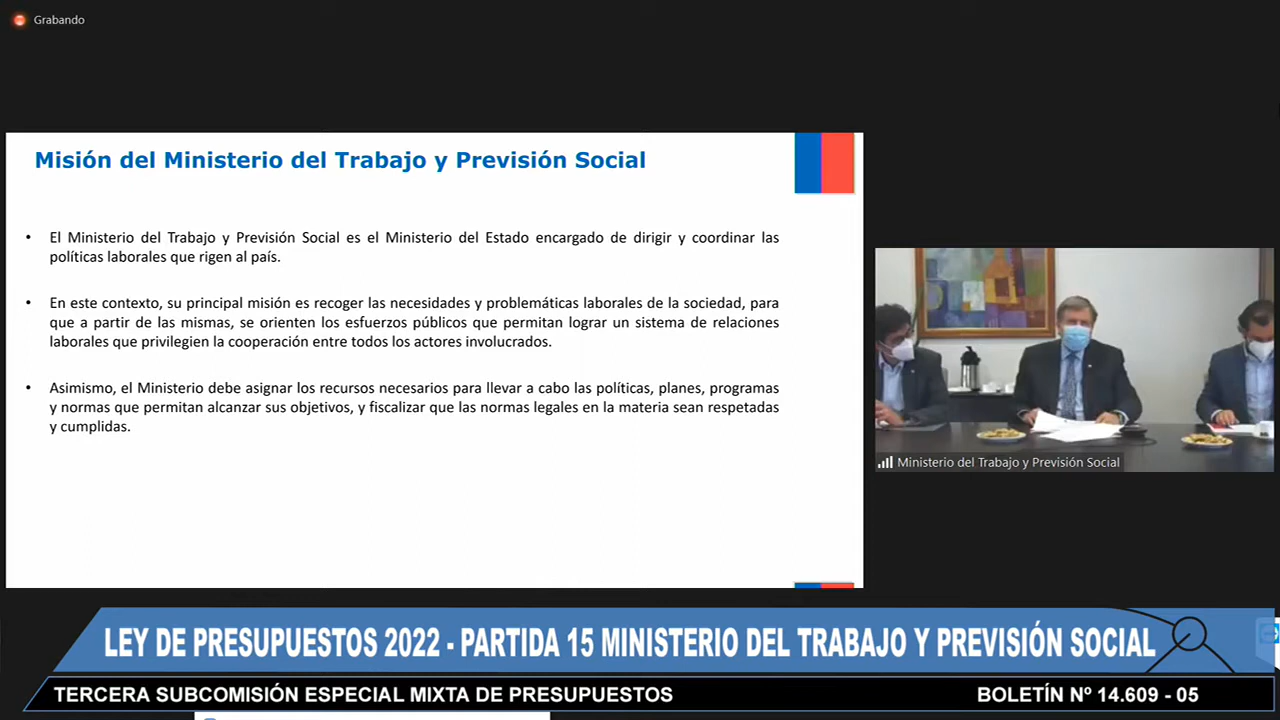 Grabando
Misión del Ministerio del Trabajo y Previsión Social
• El Ministerio del Trabajo y Previsión Social es el Ministerio del Estado encargado de dirigir y coordinar las
políticas laborales que rigen al país.
• En este contexto, su principal misión es recoger las necesidades y problemáticas laborales de la sociedad, para
que a partir de las mismas, se orienten los esfuerzos públicos que permitan lograr un sistema de relaciones
laborales que privilegien la cooperación entre todos los actores involucrados.
• Asimismo, el Ministerio debe asignar los recursos necesarios para llevar a cabo las políticas, planes, programas
y normas que permitan alcanzar sus objetivos, y fiscalizar que las normas legales en la materia sean respetadas
y cumplidas.
Ministerio del Trabajo y Previsión Social
LEY DE PRESUPUESTOS 2022 - PARTIDA 15 MINISTERIO DEL TRABAJO Y PREVISIÓN SOCIAL
TERCERA SUBCOMISIÓN ESPECIAL MIXTA DE PRESUPUESTOS
BOLETÍN Nº 14.609 - 05